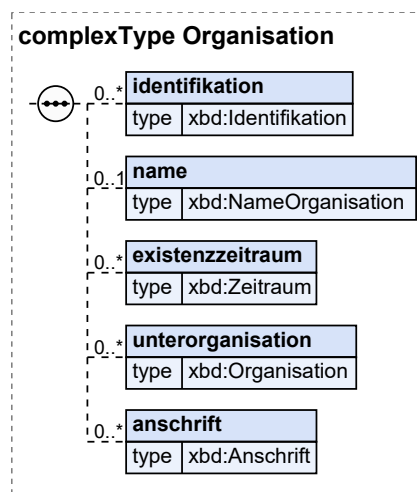 complexType Organisation
0..* identifikation
type xbd:Identifikation
0..1 name
type xbd:NameOrganisation
0..* existenzzeitraum
type xbd:Zeitraum
0..* unterorganisation
type xbd:Organisation
0..* anschrift
type xbd:Anschrift